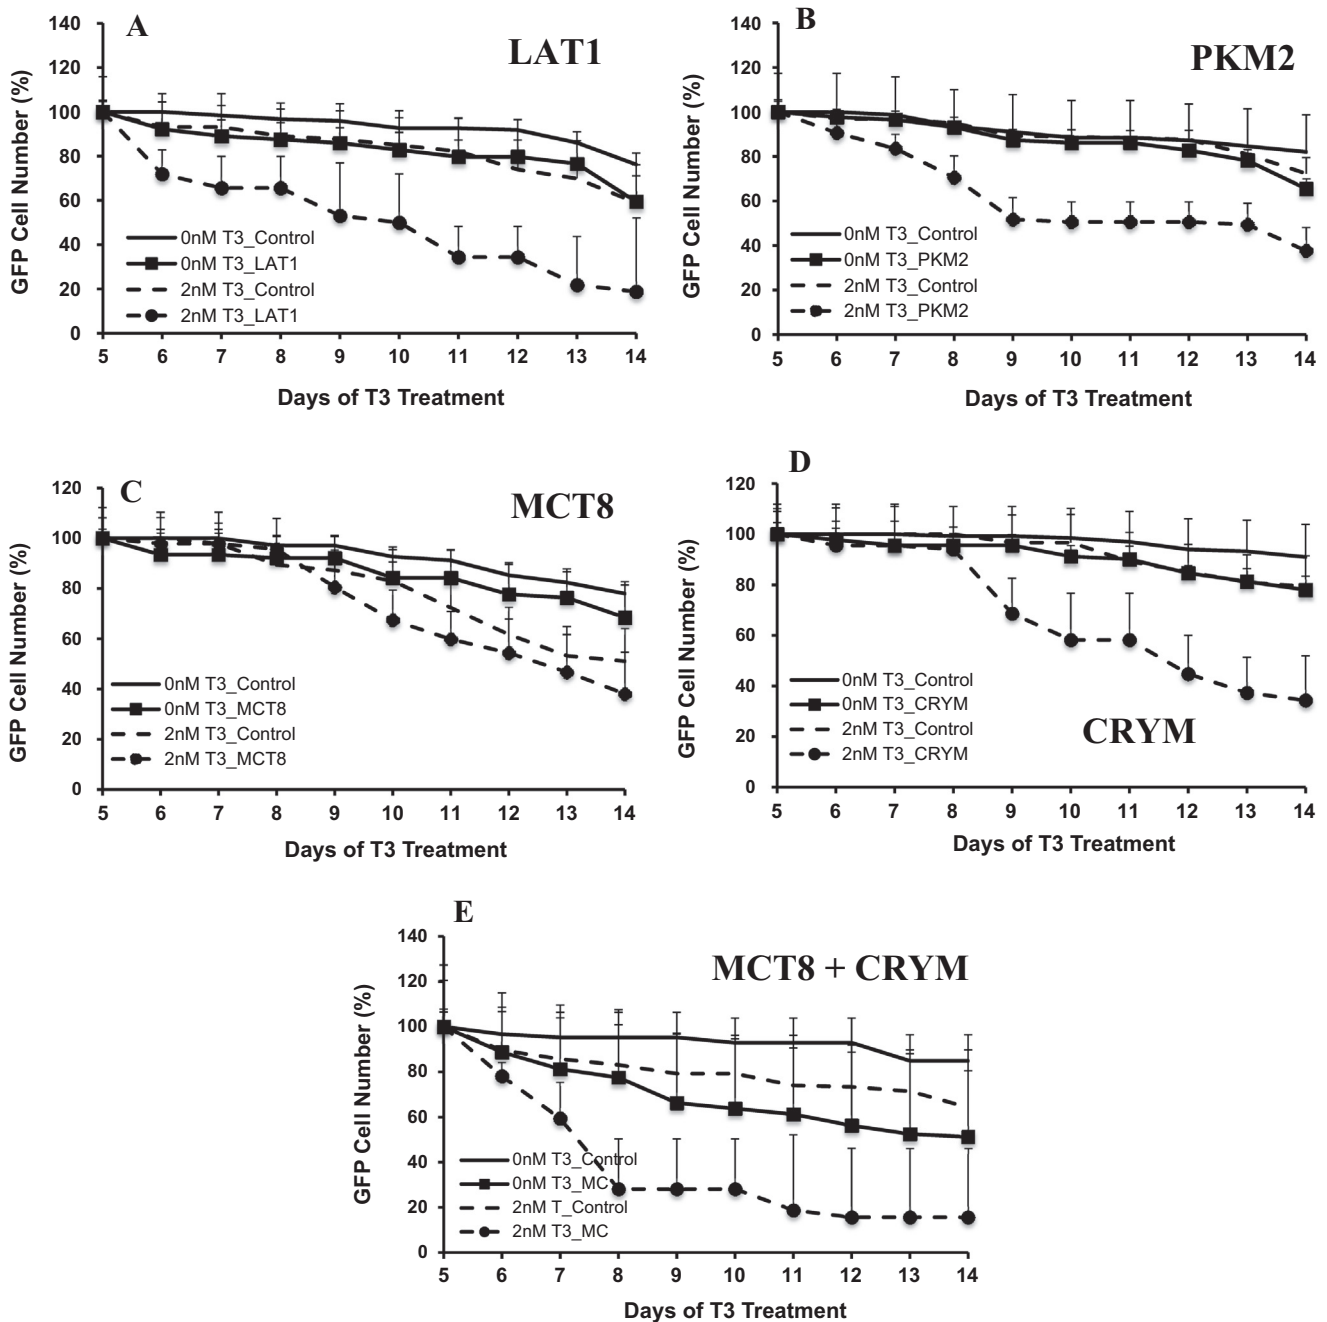 A
LAT1
GFP Cell Number (%)
140
120
100
80
60
40
20
0
0nM T3_Control
0nM T3_LAT1
2nM T3_Control
2nM T3_LAT1
5 6 7 8 9 10 11 12 13 14
Days of T3 Treatment
B
PKM2
GFP Cell Number (%)
140
120
100
80
60
40
20
0
0nM T3_Control
0nM T3_PKM2
2nM T3_Control
2nM T3_PKM2
5 6 7 8 9 10 11 12 13 14
Days of T3 Treatment
C
MCT8
GFP Cell Number (%)
120
100
80
60
40
20
0
0nM T3_Control
0nM T3_MCT8
2nM T3_Control
2nM T3_MCT8
5 6 7 8 9 10 11 12 13 14
Days of T3 Treatment
D
CRYM
GFP Cell Number (%)
120
100
80
60
40
20
0
0nM T3_Control
0nM T3_CRYM
2nM T3_Control
2nM T3_CRYM
5 6 7 8 9 10 11 12 13 14
Days of T3 Treatment
E
MCT8 + CRYM
GFP Cell Number (%)
140
120
100
80
60
40
20
0
0nM T3_Control
0nM T3_MC
2nM T_Control
2nM T3_MC
5 6 7 8 9 10 11 12 13 14
Days of T3 Treatment